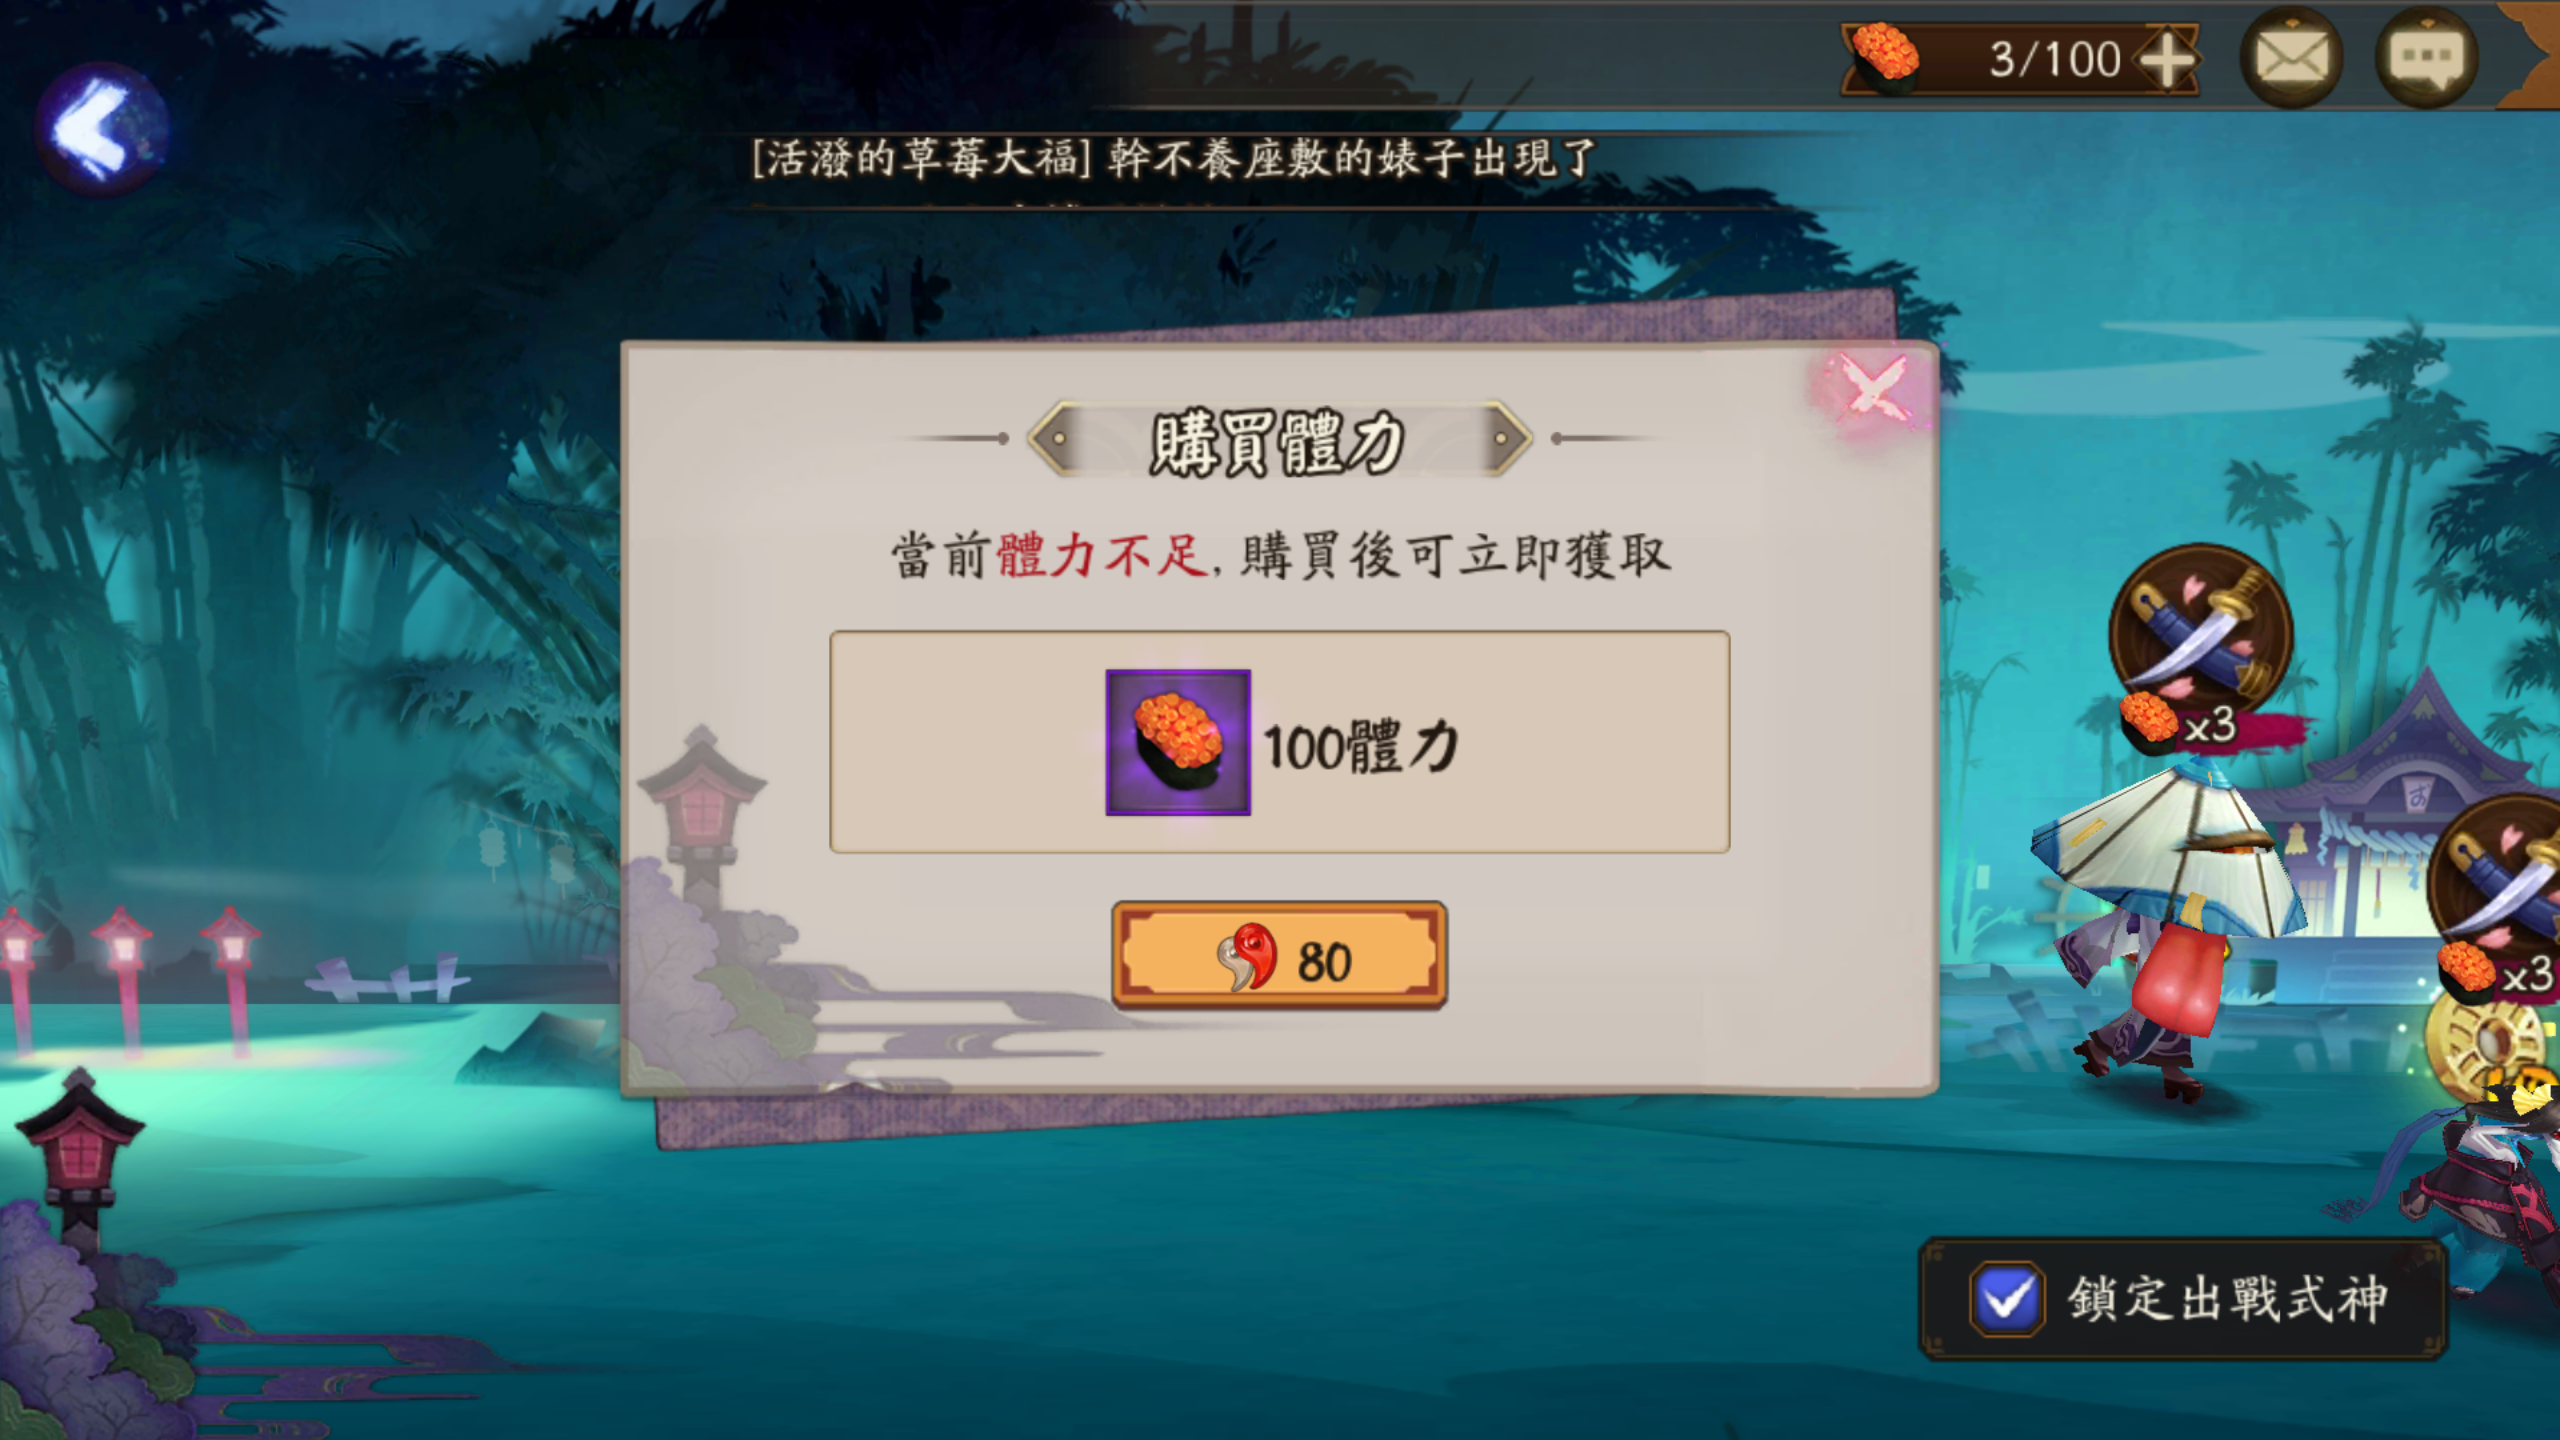 3/100
[活潑的草莓大福] 幹不養座敷的婊子出現了
購買體力
當前體力不足, 購買後可立即獲取
100體力
80
x3
x3
鎖定出戰式神